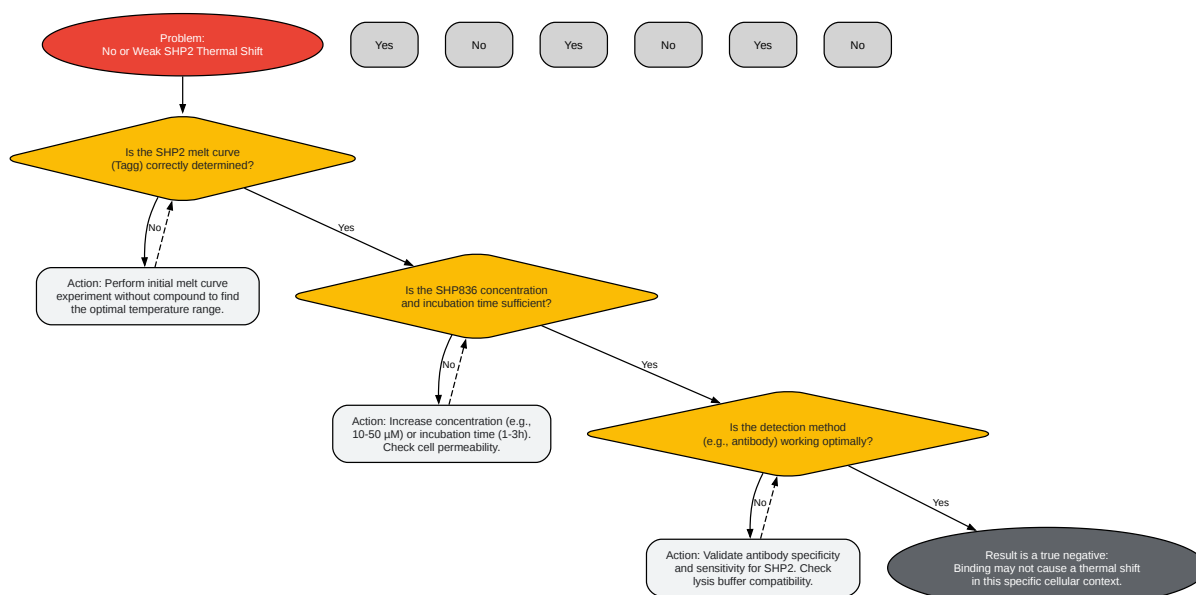 Problem:
No or Weak SHP2 Thermal Shift
Yes
No
Yes
No
Yes
No
Is the SHP2 melt curve
(Tagg) correctly determined?
No
Yes
Action: Perform initial melt curve
experiment without compound to find
the optimal temperature range.
Is the SHP836 concentration
and incubation time sufficient?
No
Yes
Action: Increase concentration (e.g.,
10-50 µM) or incubation time (1-3h).
Check cell permeability.
Is the detection method
(e.g., antibody) working optimally?
No
Yes
Action: Validate antibody specificity
and sensitivity for SHP2. Check
lysis buffer compatibility.
Result is a true negative:
Binding may not cause a thermal shift
in this specific cellular context.